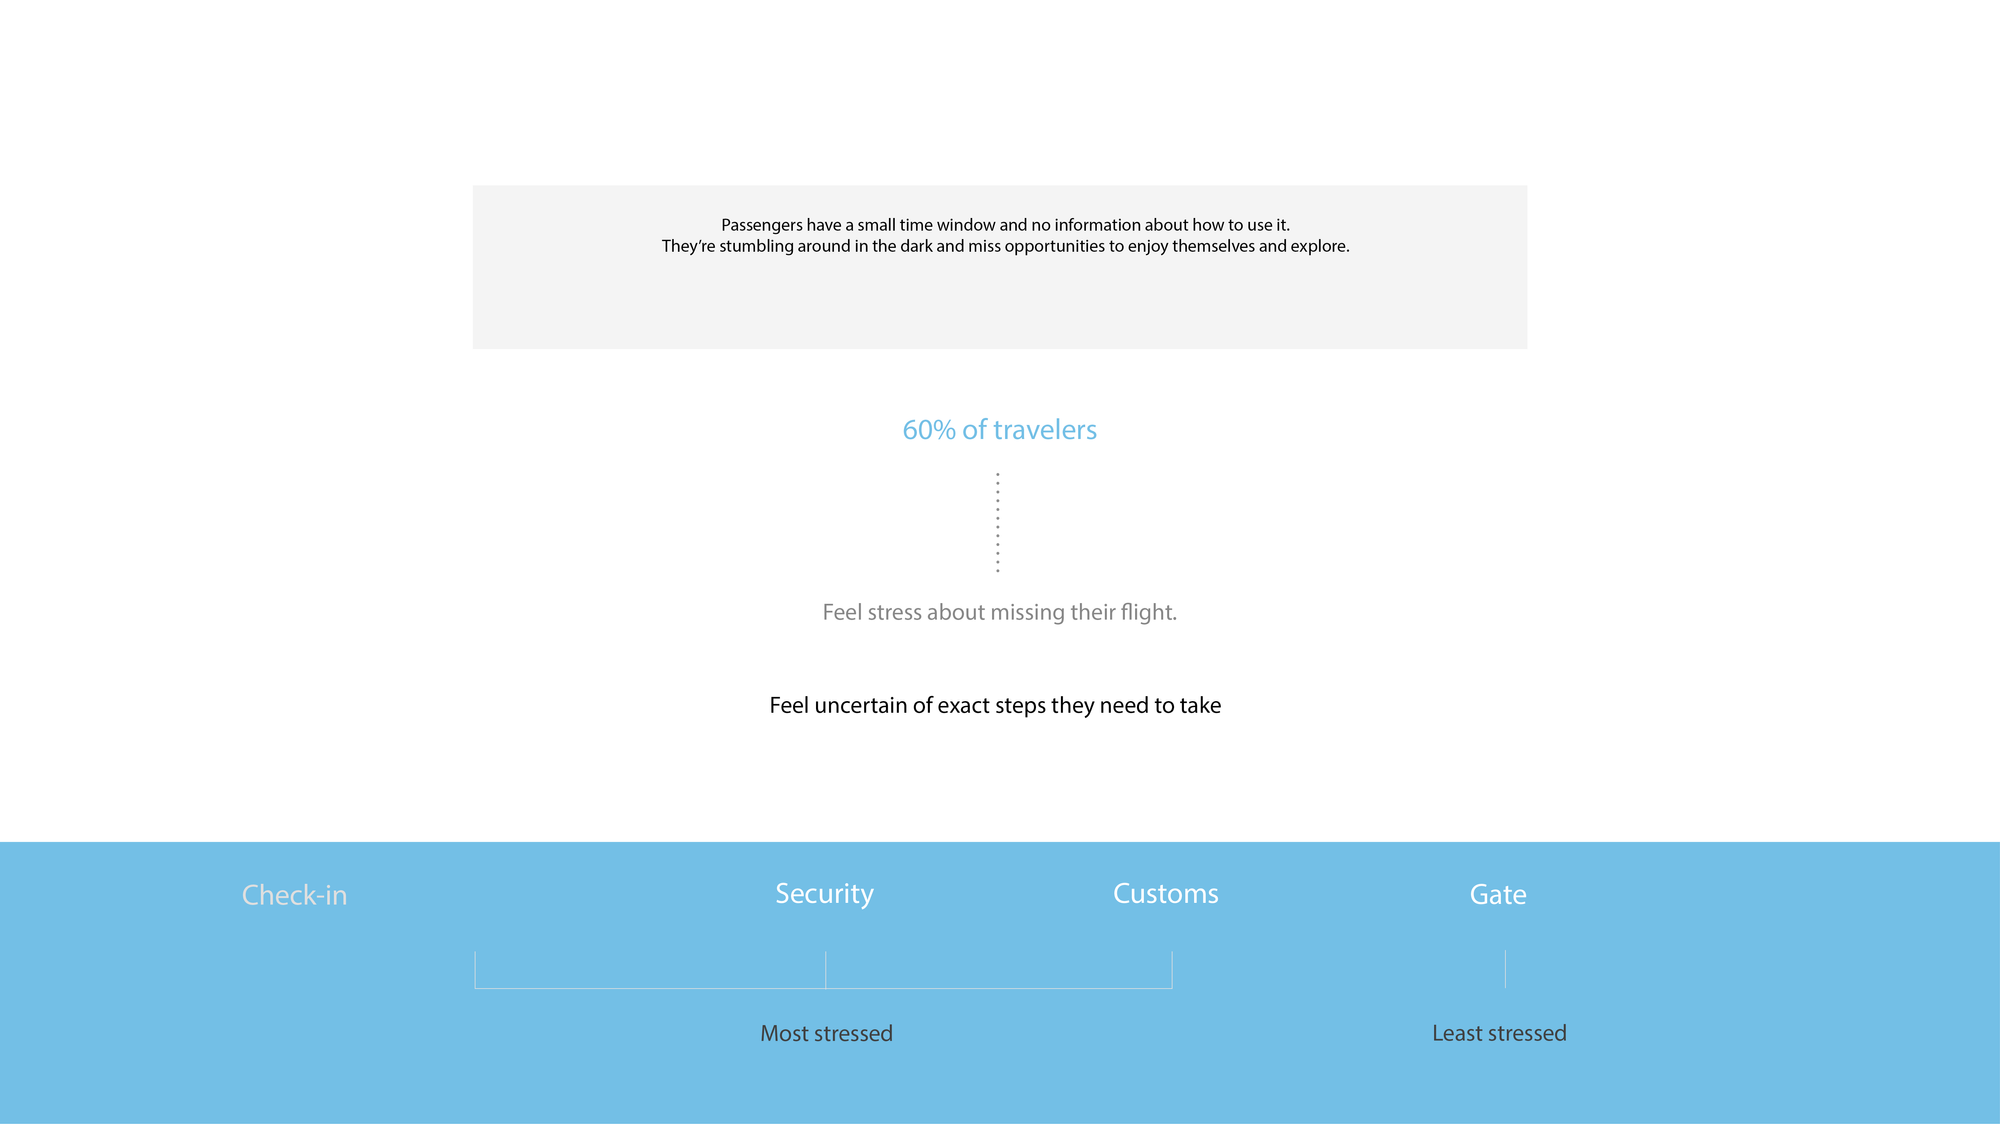 Passengers have a small time window and no information about how to use it.
They’re stumbling around in the dark and miss opportunities to enjoy themselves and explore.
60% of travelers
Feel stress about missing their flight.
Feel uncertain of exact steps they need to take
Check-in
Security
Customs
Gate
Most stressed
Least stressed